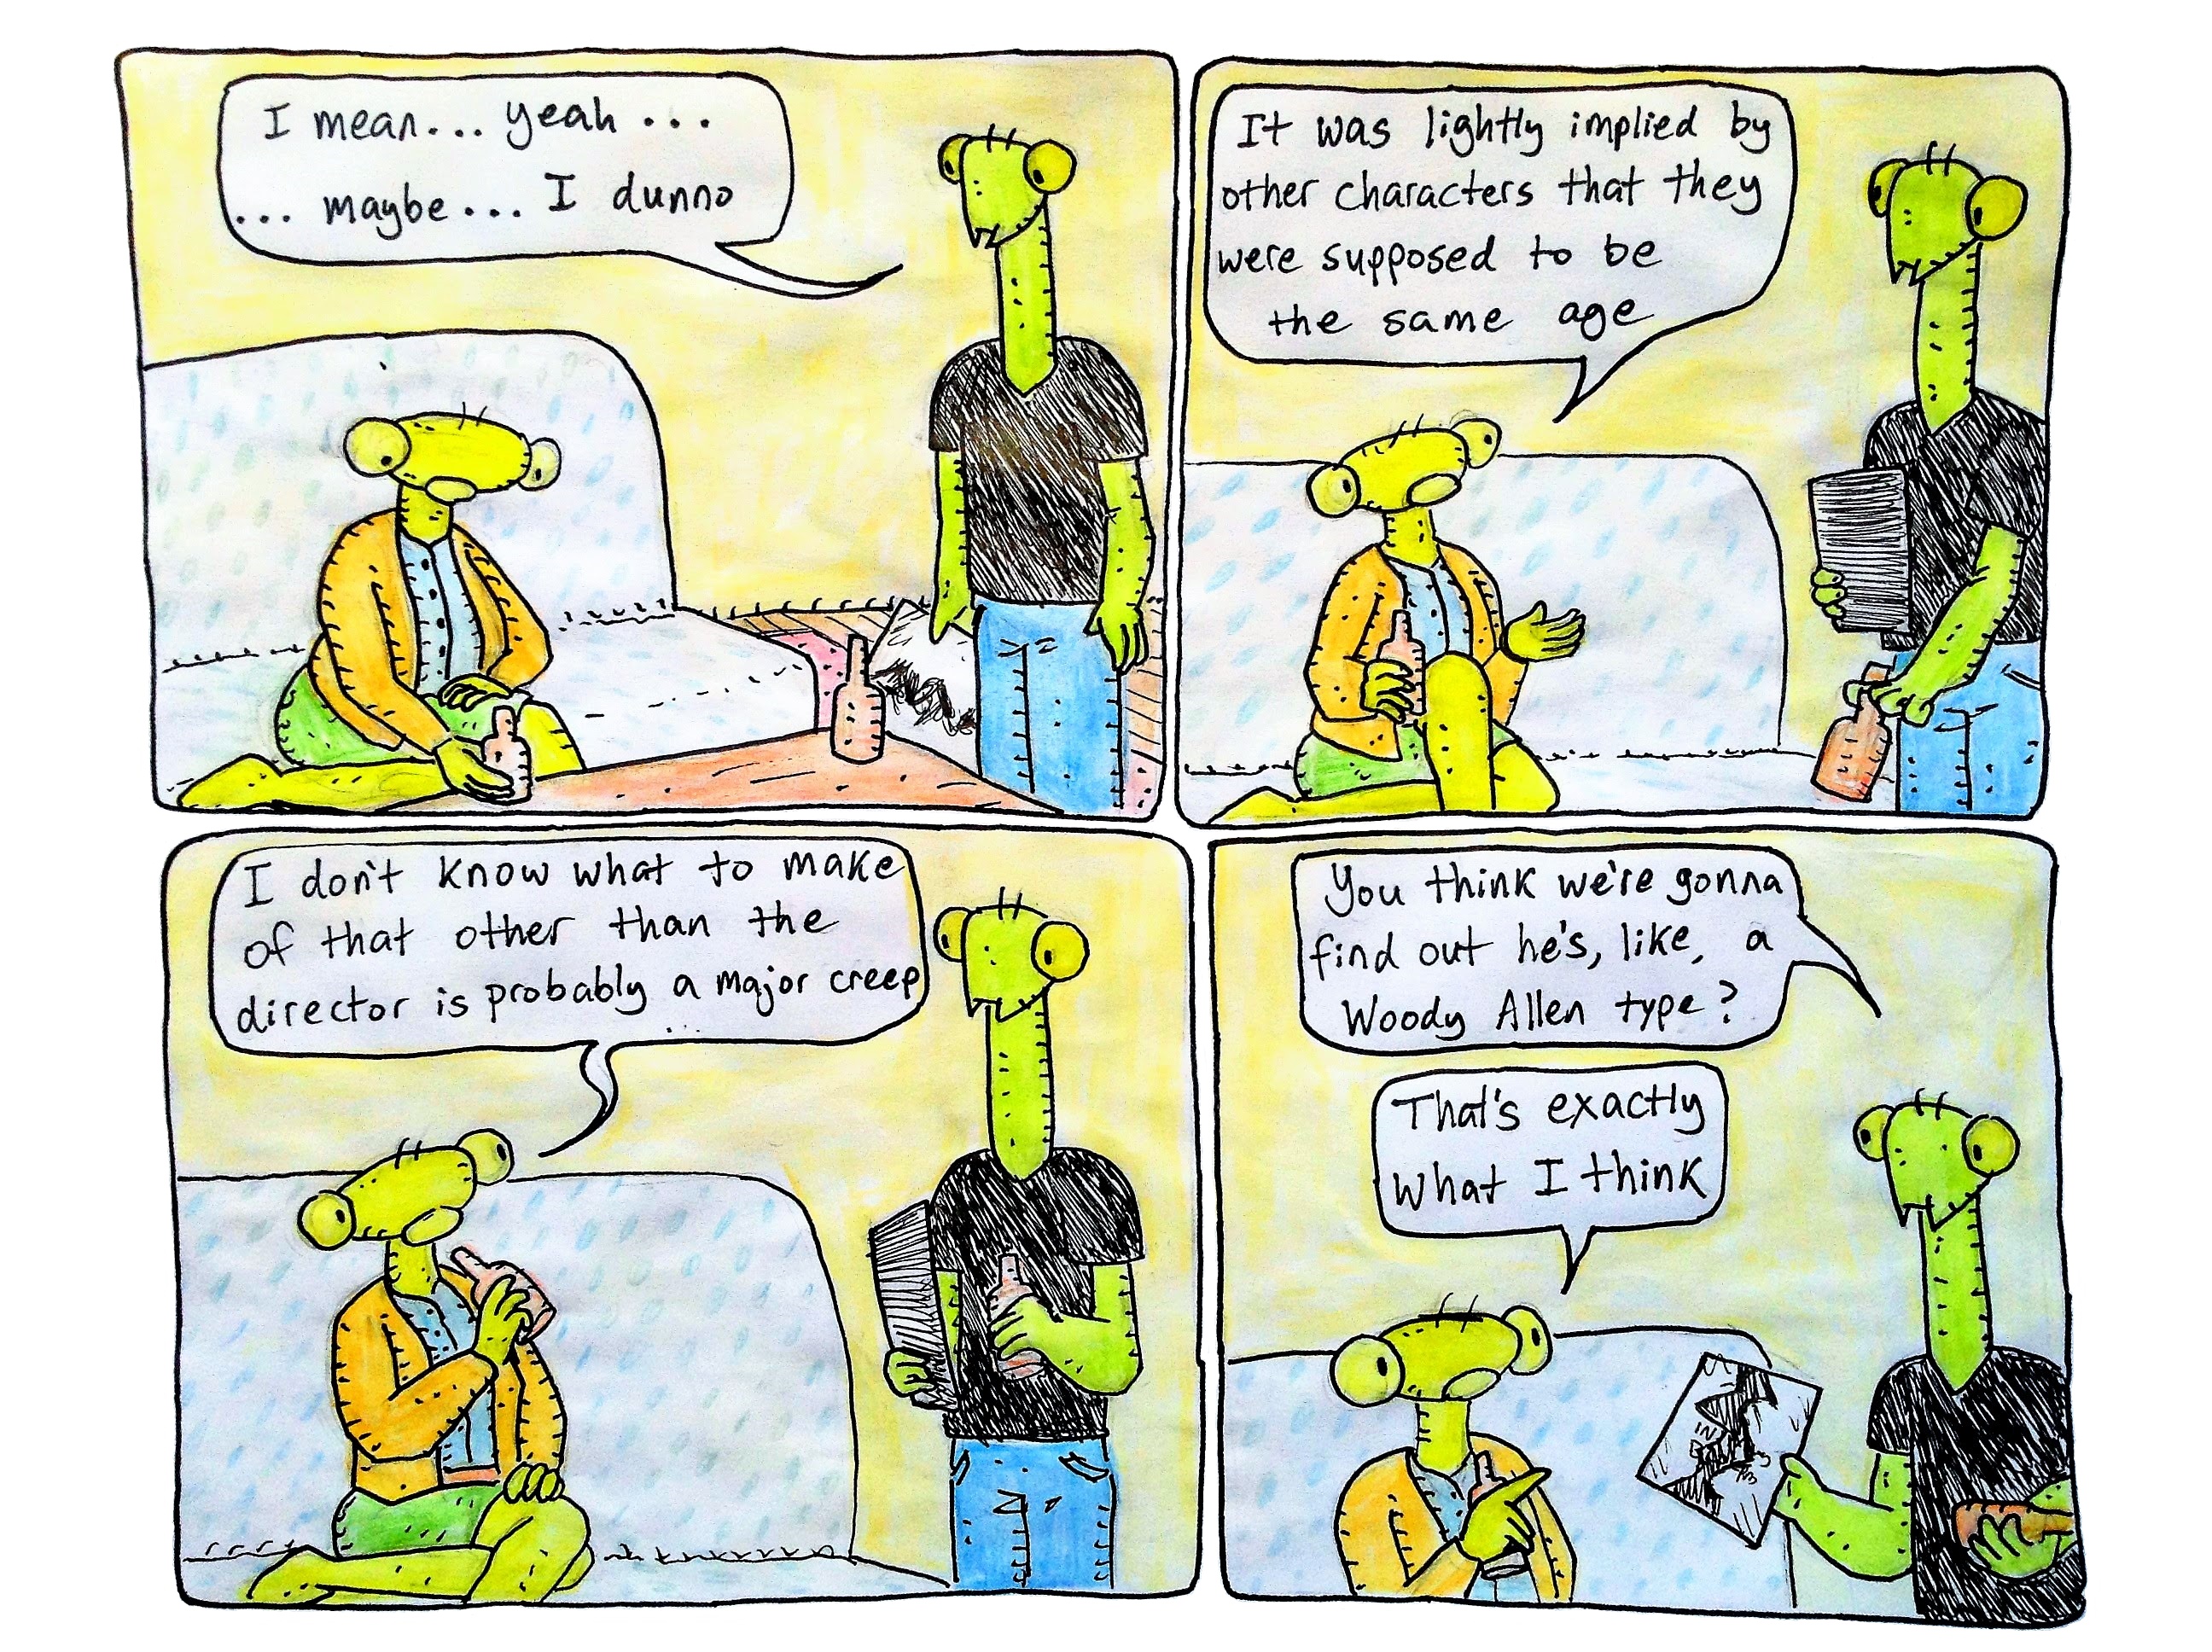 I mean... yeah...
... maybe... I dunno
It was lightly implied by
other characters that they
were supposed to be
the same age
I don't know what to make
of that other than the
director is probably a major creep
You think we're gonna
find out he's, like, a
Woody Allen type?
That's exactly
what I think
IN